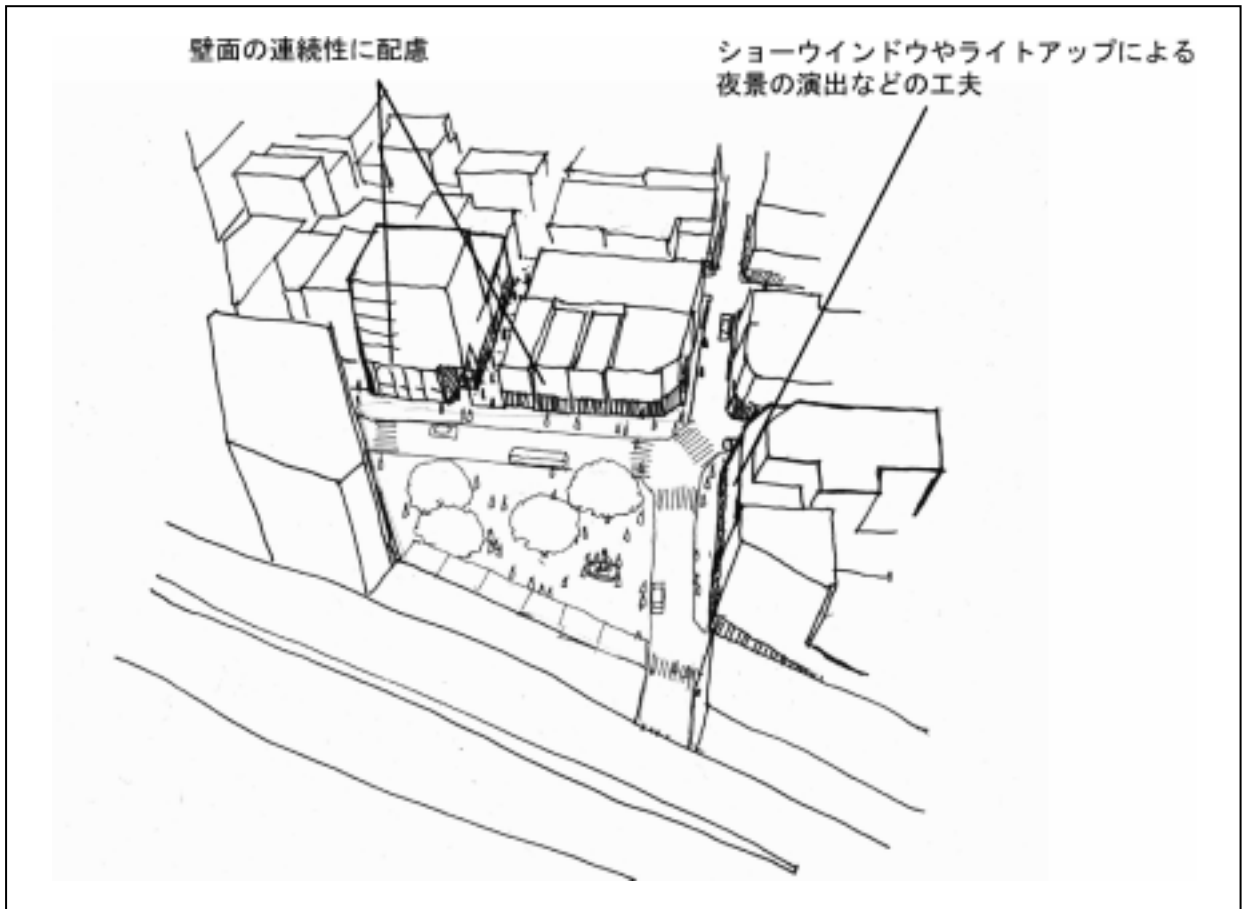 壁面の連続性に配慮
ショーウインドウやライトアップによる
夜景の演出などの工夫